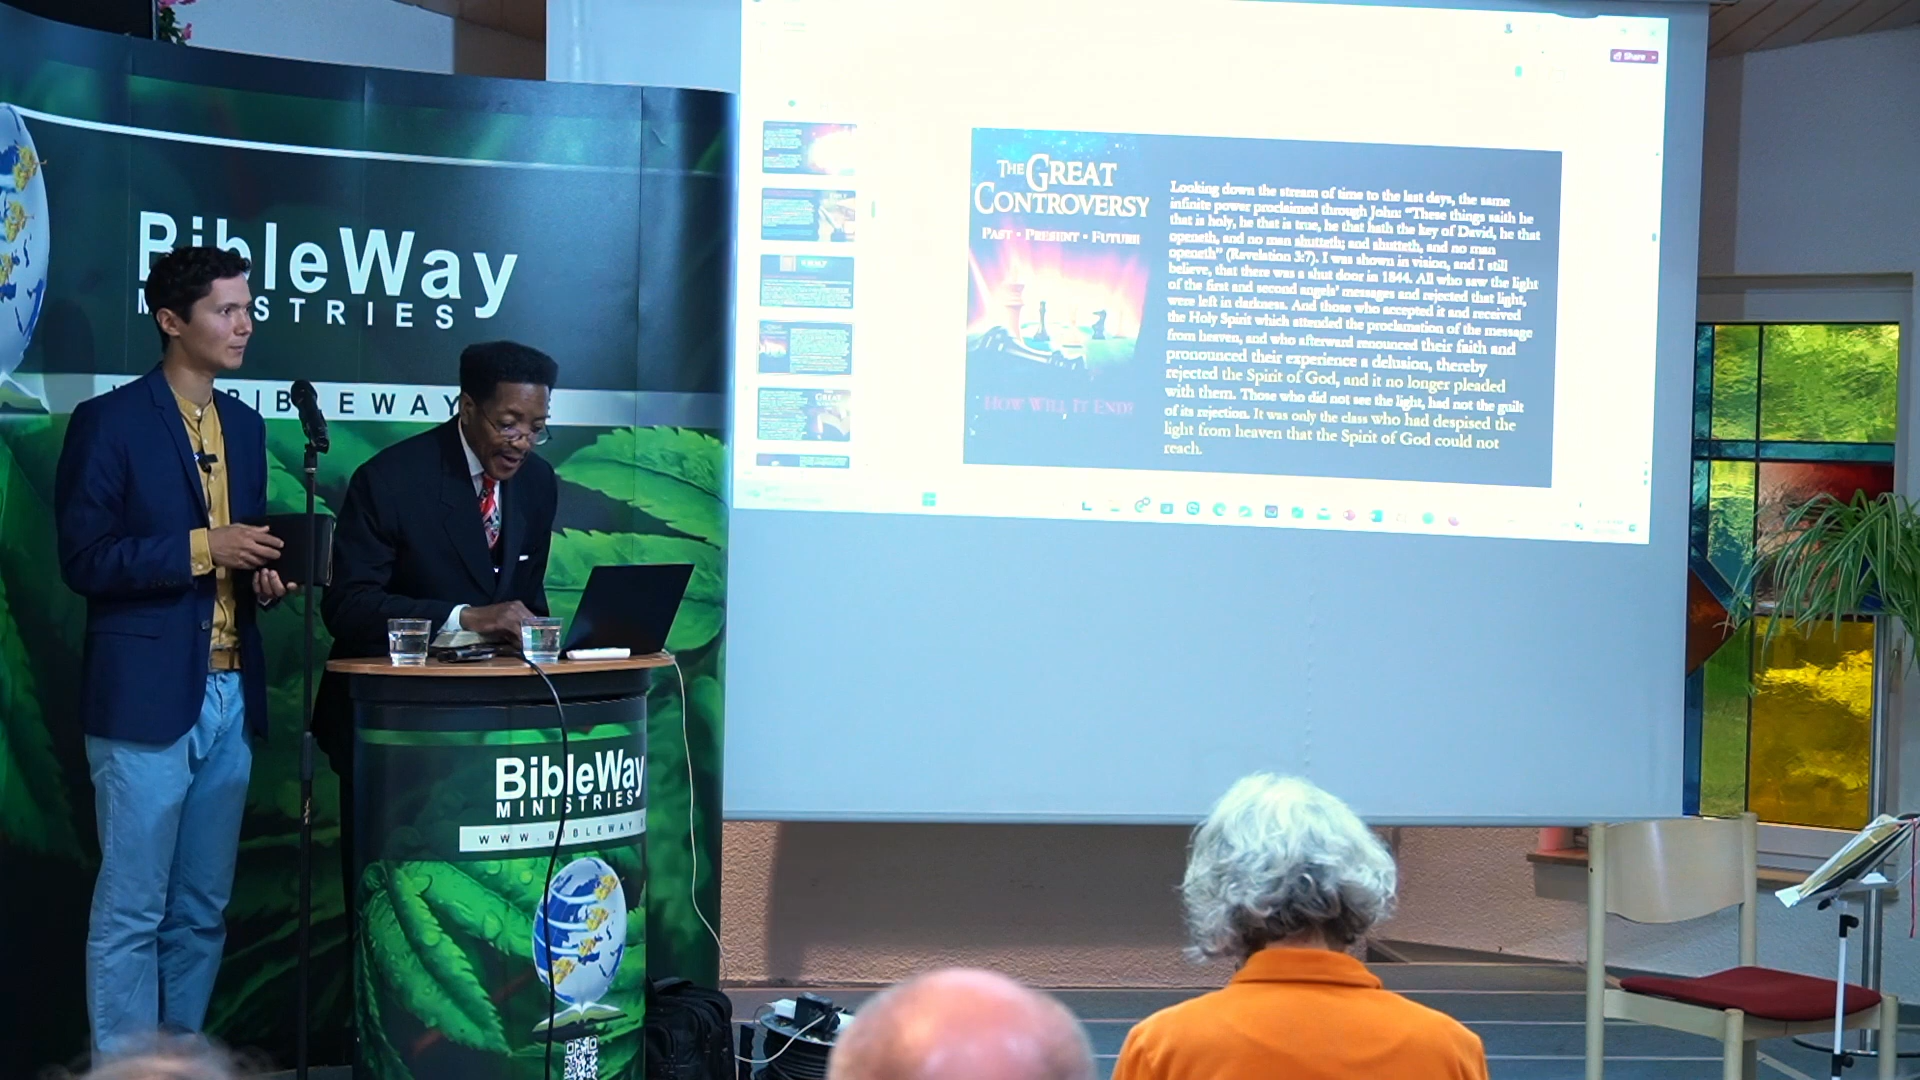 BibleWay
MINISTRIES
BIBLEWAY
Share
THE GREAT
CONTROVERSY
PAST • PRESENT • FUTURE
HOW WILL IT END?
Looking down the stream of time to the last days, the same
infinite power proclaimed through John: “These things saith he
that is holy, he that is true, he that hath the key of David, he that
openeth, and no man shutteth; and shutteth, and no man
openeth” (Revelation 3:7). I was shown in vision, and I still
believe, that there was a shut door in 1844. All who saw the light
of the first and second angels’ messages and rejected that light,
were left in darkness. And those who accepted it and received
the Holy Spirit which attended the proclamation of the message
from heaven, and who afterward renounced their faith and
pronounced their experience a delusion, thereby
rejected the Spirit of God, and it no longer pleaded
with them. Those who did not see the light, had not the guilt
of its rejection. It was only the class who had despised the
light from heaven that the Spirit of God could not
reach.
BibleWay
MINISTRIES
WWW.BIBLEWAY